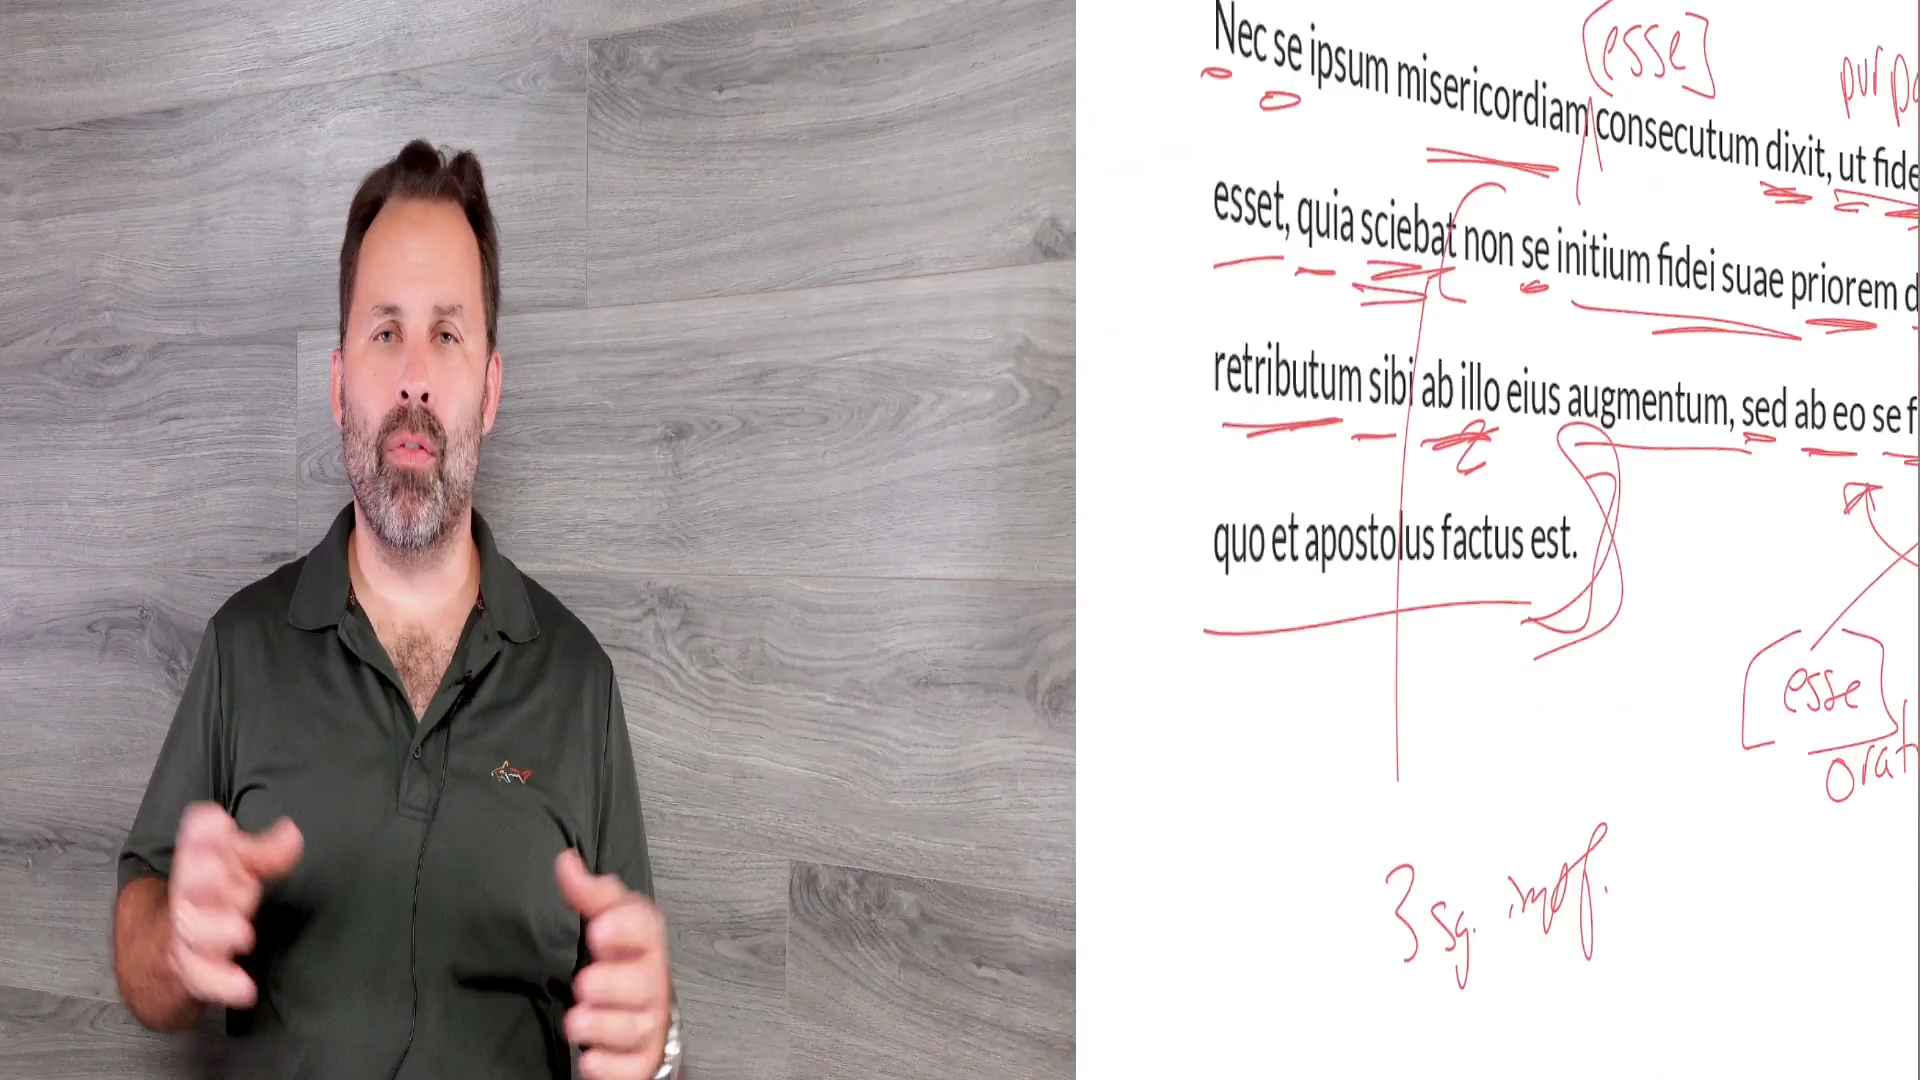 [esse]
Nec se ipsum misericordiam consecutum dixit, ut fide
esset, quia sciebat non se initium fidei suae priorem d
retributum sibi ab illo eius augmentum, sed ab eo se f
quo et apostolus factus est.
[esse]
3 sg. impf.